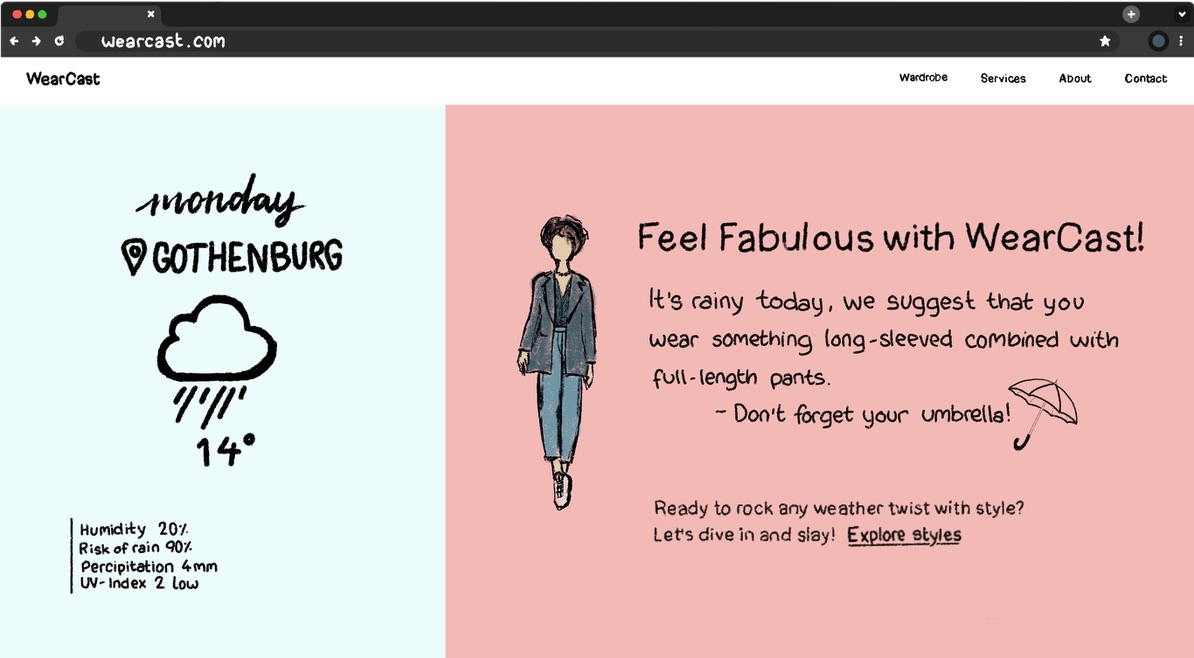 wearcast.com
WearCast
Wardrobe
Services
About
Contact
monday
GOTHENBURG
14°
Humidity 20%
Risk of rain 90%
Percipitation 4mm
UV-Index 2 low
Feel Fabulous with WearCast!
It's rainy today, we suggest that you
wear something long-sleeved combined with
full-length pants.
- Don't forget your umbrella!
Ready to rock any weather twist with style?
Let's dive in and slay! Explore styles